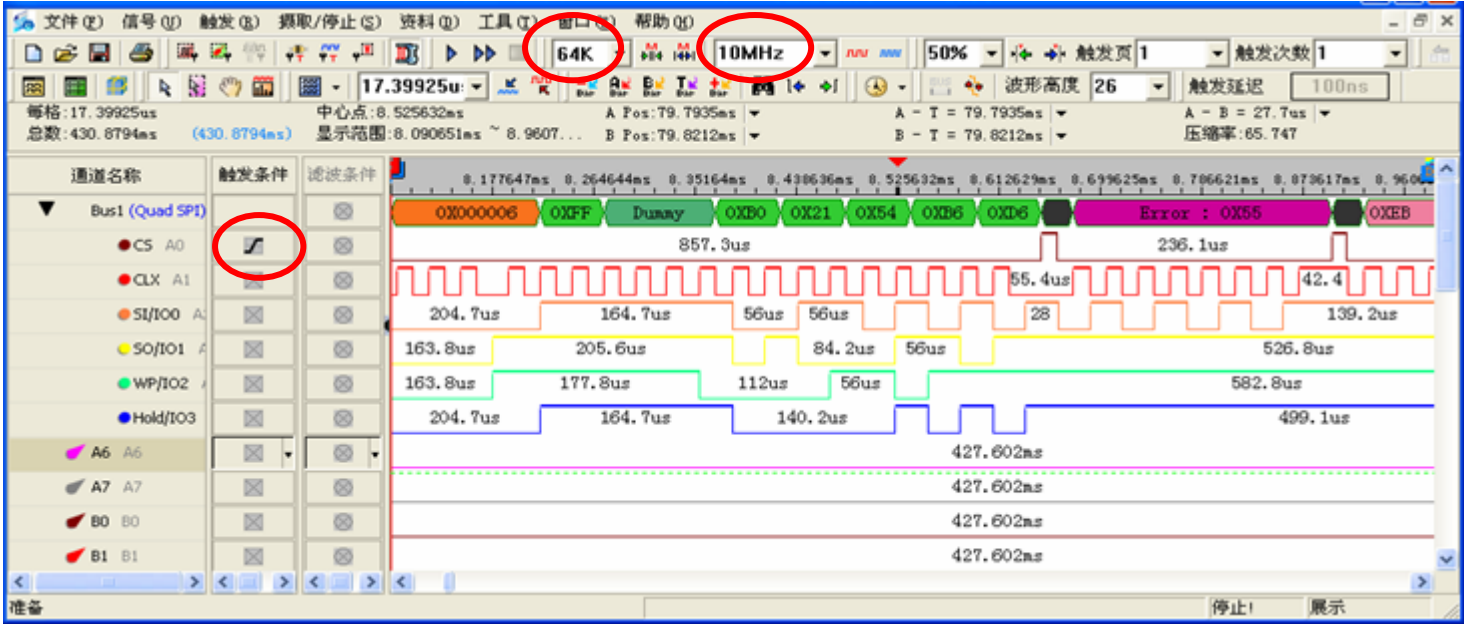 文件(F) 信号(U) 触发(R) 摄取/停止(S) 资料(D) 工具(T) 窗口 帮助(H)
64K 10MHz 50% 触发页 1 触发次数 1
17.39925u: Bar Bar Bar Bar Bar 波形高度 26 触发延迟 100ns
每格:17.39925us 中心点:8.525632ms A Pos:79.7935ms A - T = 79.7935ms A - B = 27.7us
总数:430.8794ms (430.8794ms) 显示范围:8.090651ms ~ 8.9607... B Pos:79.8212ms B - T = 79.8212ms 压缩率:65.747
通道名称 触发条件 滤波条件 8.177647ms 8.264644ms 8.35164ms 8.438636ms 8.525632ms 8.612629ms 8.699625ms 8.786621ms 8.873617ms
Bus1 (Quad SPI) 0X000006 0XFF Dummy 0XB0 0X21 0X54 0XB6 0XD6 Error : 0X55 0XEB
CS A0 857.3us 236.1us
CLX A1 55.4us 42.4
SI/IO0 204.7us 164.7us 56us 56us 28 139.2us
SO/IO1 163.8us 205.6us 84.2us 56us 526.8us
WP/IO2 163.8us 177.8us 112us 56us 582.8us
Hold/IO3 204.7us 164.7us 140.2us 499.1us
A6 A6 427.602ms
A7 A7 427.602ms
B0 B0 427.602ms
B1 B1 427.602ms
准备 停止! 展示